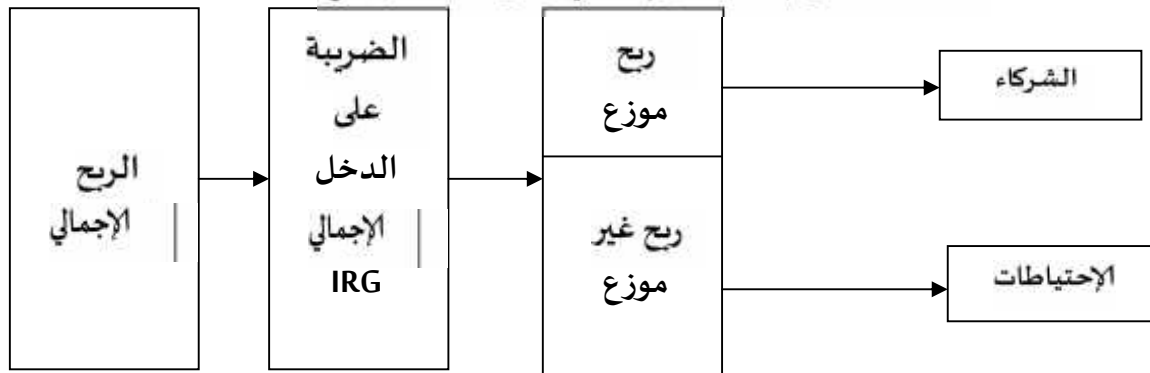 الربح
الإجمالي
الضريبة
على
الدخل
الإجمالي
IRG
ربح
موزع
ربح غير
موزع
الشركاء
الإحتياطات